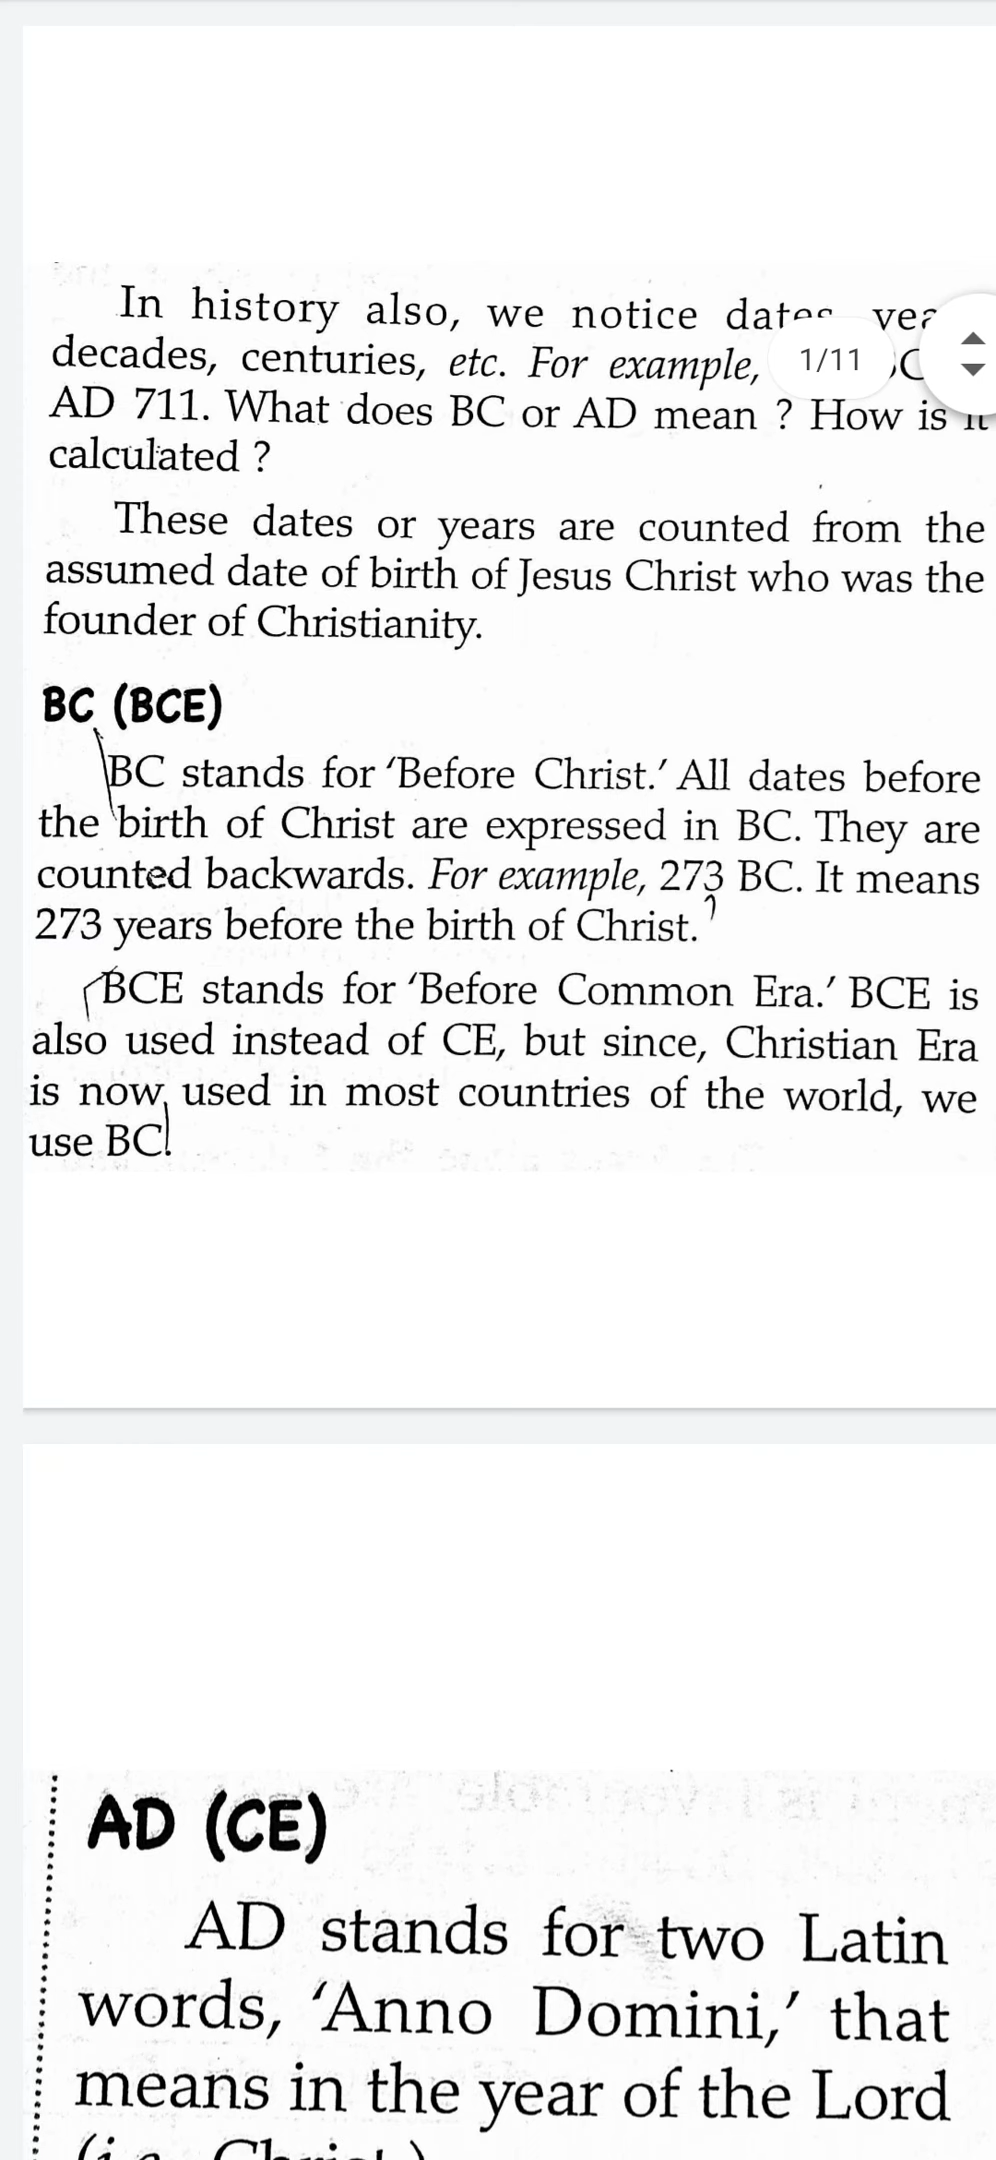 In history also, we notice dates
decades, centuries, etc. For example,
1/11
AD 711. What does BC or AD mean ? How is it
calculated ?
These dates or years are counted from the
assumed date of birth of Jesus Christ who was the
founder of Christianity.
BC (BCE)
BC stands for ‘Before Christ.’ All dates before
the birth of Christ are expressed in BC. They are
counted backwards. For example, 273 BC. It means
273 years before the birth of Christ.
BCE stands for ‘Before Common Era.’ BCE is
also used instead of CE, but since, Christian Era
is now used in most countries of the world, we
use BC.
AD (CE)
AD stands for two Latin
words, ‘Anno Domini,’ that
means in the year of the Lord